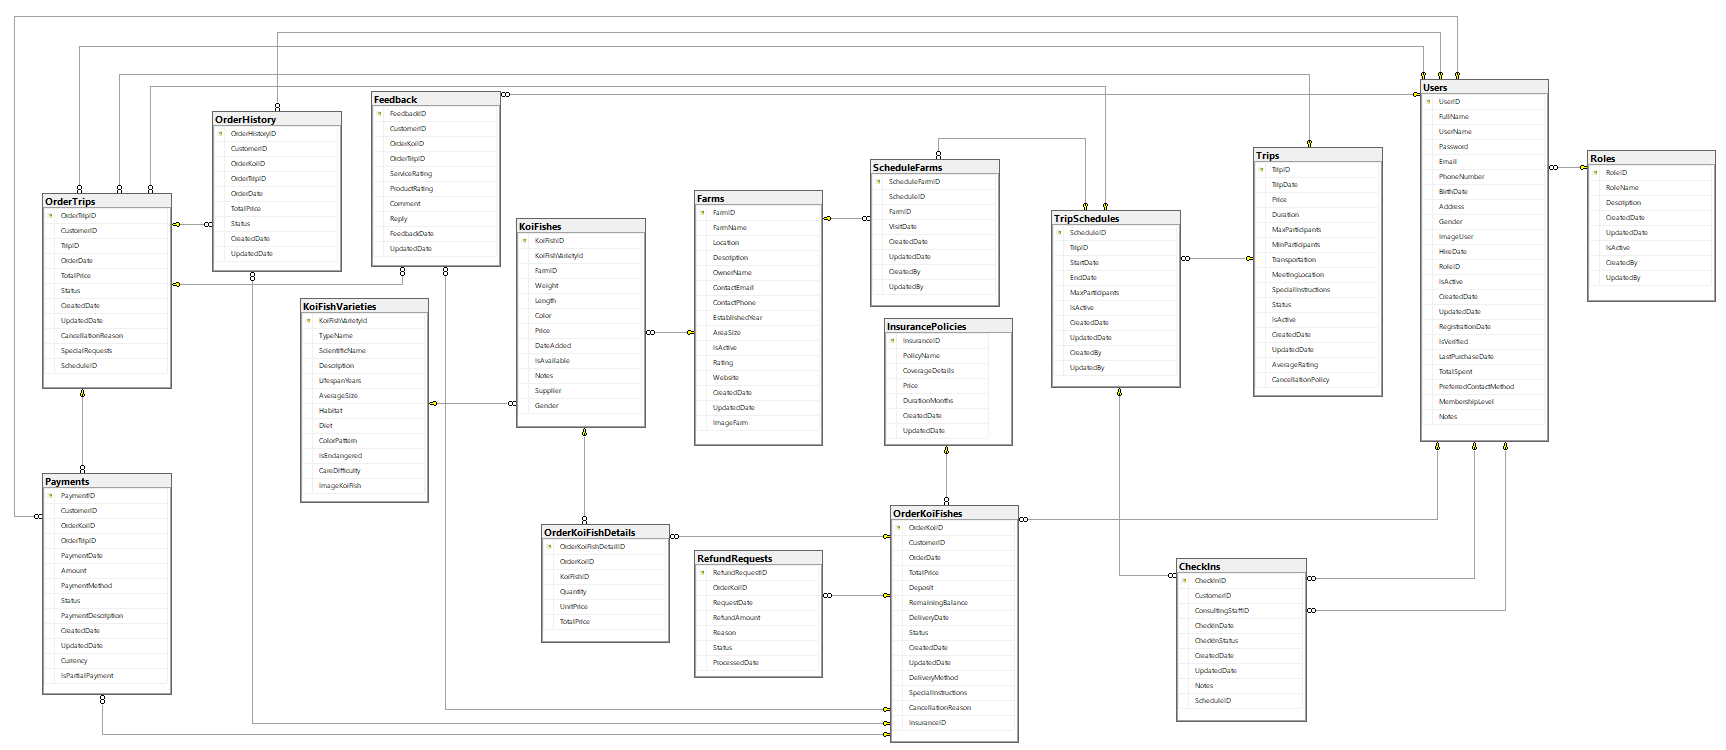 OrderTrips
OrderTripID
CustomerID
TripID
OrderDate
TotalPrice
Status
CreatedDate
UpdatedDate
CancellationReason
SpecialRequests
ScheduleID
Payments
PaymentID
CustomerID
OrderKoiID
OrderTripID
PaymentDate
Amount
PaymentMethod
Status
PaymentDescription
CreatedDate
UpdatedDate
Currency
IsPartialPayment
OrderHistory
OrderHistoryID
CustomerID
OrderKoiID
OrderTripID
OrderDate
TotalPrice
Status
CreatedDate
UpdatedDate
KoiFishVarieties
KoiFishVarietyId
TypeName
ScientificName
Description
LifespanYears
AverageSize
Habitat
Diet
ColorPattern
IsEndangered
CareDifficulty
ImageKoiFish
Feedback
FeedbackID
CustomerID
OrderKoiID
OrderTripID
ServiceRating
ProductRating
Comment
Reply
FeedbackDate
UpdatedDate
KoiFishes
KoiFishID
KoiFishVarietyId
FarmID
Weight
Length
Color
Price
DateAdded
IsAvailable
Notes
Supplier
Gender
OrderKoiFishDetails
OrderKoiFishDetailID
OrderKoiID
KoiFishID
Quantity
UnitPrice
TotalPrice
Farms
FarmID
FarmName
Location
Description
OwnerName
ContactEmail
ContactPhone
EstablishedYear
AreaSize
IsActive
Rating
Website
CreatedDate
UpdatedDate
ImageFarm
RefundRequests
RefundRequestID
OrderKoiID
RequestDate
RefundAmount
Reason
Status
ProcessedDate
ScheduleFarms
ScheduleFarmID
ScheduleID
FarmID
VisitDate
CreatedDate
UpdatedDate
CreatedBy
UpdatedBy
InsurancePolicies
InsuranceID
PolicyName
CoverageDetails
Price
DurationMonths
CreatedDate
UpdatedDate
OrderKoiFishes
OrderKoiID
CustomerID
OrderDate
TotalPrice
Deposit
RemainingBalance
DeliveryDate
Status
CreatedDate
UpdatedDate
DeliveryMethod
SpecialInstructions
CancellationReason
InsuranceID
TripSchedules
ScheduleID
TripID
StartDate
EndDate
MaxParticipants
IsActive
CreatedDate
UpdatedDate
CreatedBy
UpdatedBy
CheckIns
CheckInID
CustomerID
ConsultingStaffID
CheckInDate
CheckInStatus
CreatedDate
UpdatedDate
Notes
ScheduleID
Trips
TripID
TripDate
Price
Duration
MaxParticipants
MinParticipants
Transportation
MeetingLocation
SpecialInstructions
Status
IsActive
CreatedDate
UpdatedDate
AverageRating
CancellationPolicy
Users
UserID
FullName
UserName
Password
Email
PhoneNumber
BirthDate
Address
Gender
ImageUser
HireDate
RoleID
IsActive
CreatedDate
UpdatedDate
RegistrationDate
IsVerified
LastPurchaseDate
TotalSpent
PreferredContactMethod
MembershipLevel
Notes
Roles
RoleID
RoleName
Description
CreatedDate
UpdatedDate
IsActive
CreatedBy
UpdatedBy